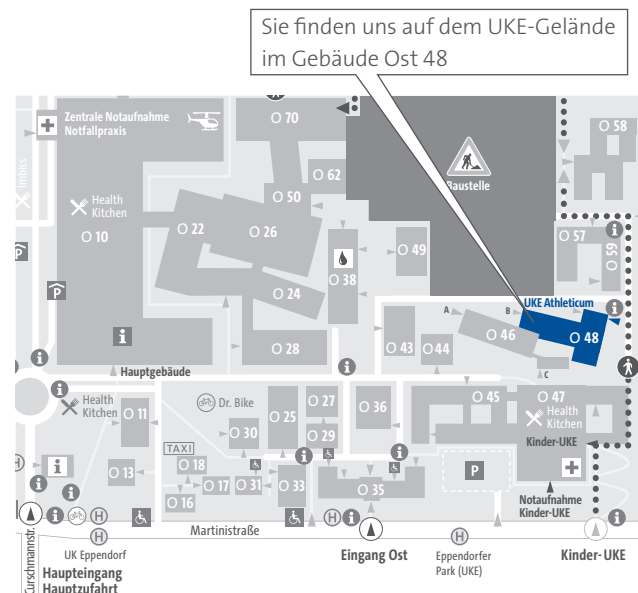 Sie finden uns auf dem UKE-Gelände
im Gebäude Ost 48
Zentrale Notaufnahme
Notfallpraxis
O 70
O 58
Imbiss
O 62
Baustelle
O 50
Health
Kitchen
O 10
O 22
O 26
O 38
O 49
O 57
O 59
O 24
UKE Athleticum
A
B
O 46
O 48
O 28
O 43
O 44
C
Hauptgebäude
Health
Kitchen
O 11
Dr. Bike
O 25
O 27
O 36
O 45
O 47
Health
Kitchen
O 30
O 29
Kinder-UKE
TAXI
O 18
O 13
O 17
O 31
O 33
O 35
P
O 16
Notaufnahme
Kinder-UKE
Martinistraße
H
H
H
H
H
UK Eppendorf
Eingang Ost
Eppendorfer
Park (UKE)
Kinder-UKE
Curschmannstr.
Haupteingang
Hauptzufahrt